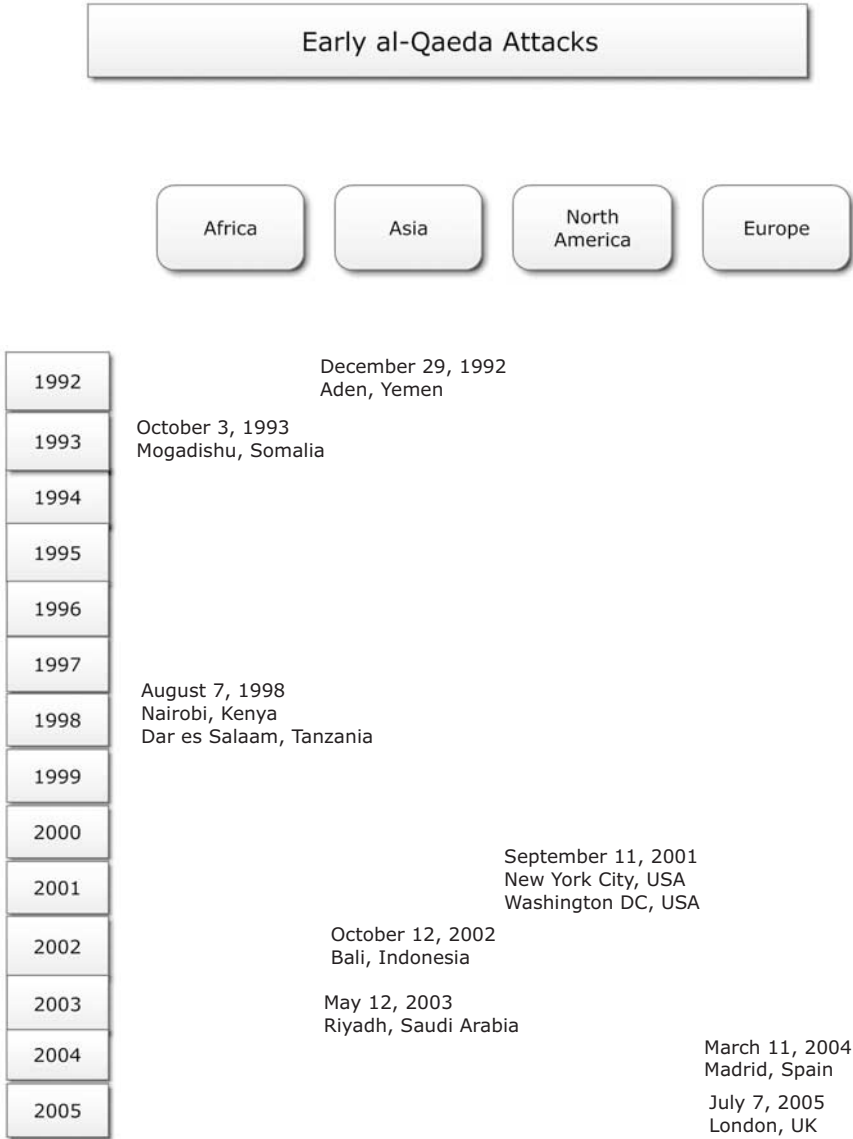 Early al-Qaeda Attacks
Africa
Asia
North
America
Europe
1992
December 29, 1992
Aden, Yemen
1993
October 3, 1993
Mogadishu, Somalia
1994
1995
1996
1997
1998
August 7, 1998
Nairobi, Kenya
Dar es Salaam, Tanzania
1999
2000
2001
September 11, 2001
New York City, USA
Washington DC, USA
2002
October 12, 2002
Bali, Indonesia
2003
May 12, 2003
Riyadh, Saudi Arabia
2004
March 11, 2004
Madrid, Spain
2005
July 7, 2005
London, UK